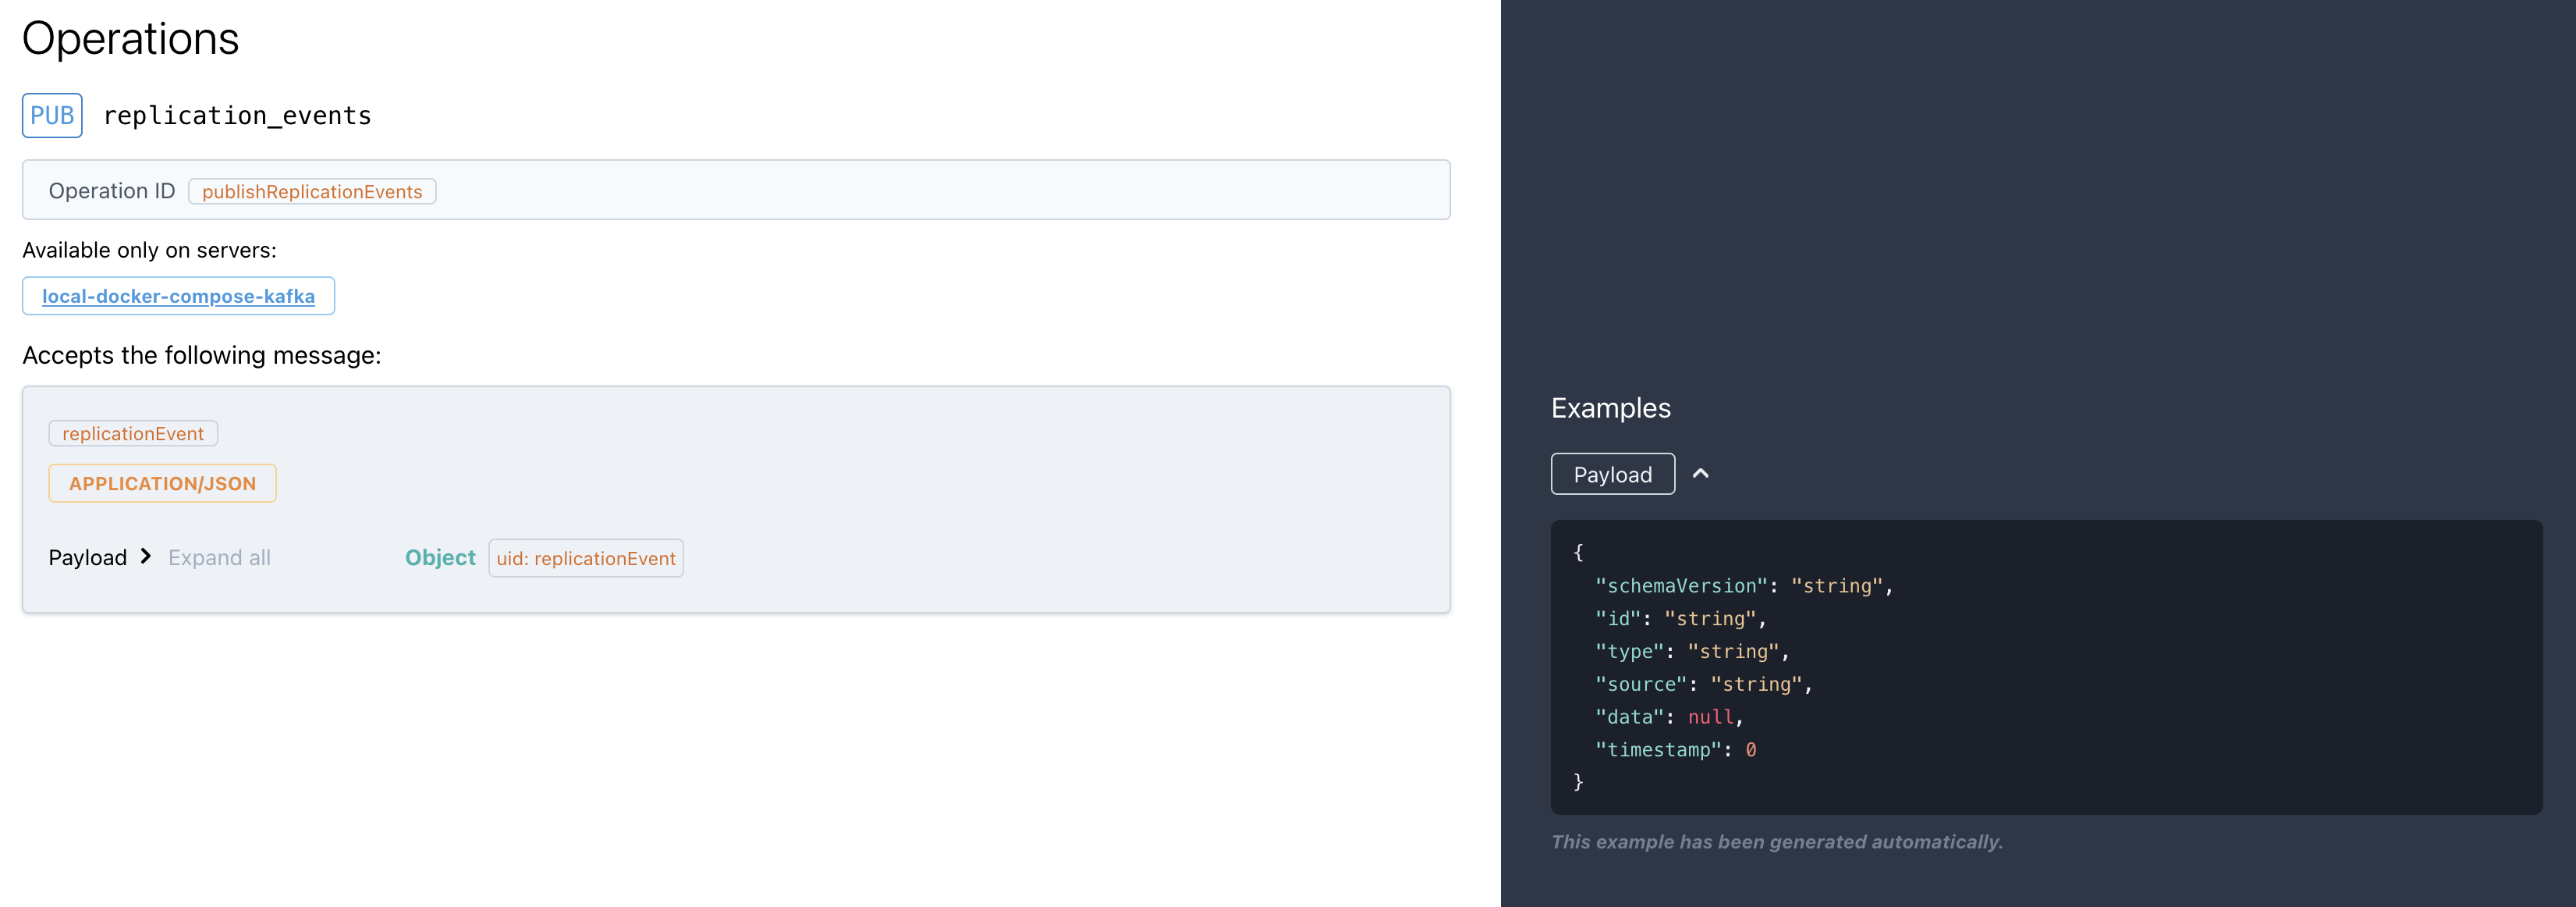 Operations
PUB replication_events
Operation ID publishReplicationEvents
Available only on servers:
local-docker-compose-kafka
Accepts the following message:
replicationEvent
APPLICATION/JSON
Payload Expand all Object uid: replicationEvent
Examples
Payload
{
  "schemaVersion": "string",
  "id": "string",
  "type": "string",
  "source": "string",
  "data": null,
  "timestamp": 0
}
This example has been generated automatically.